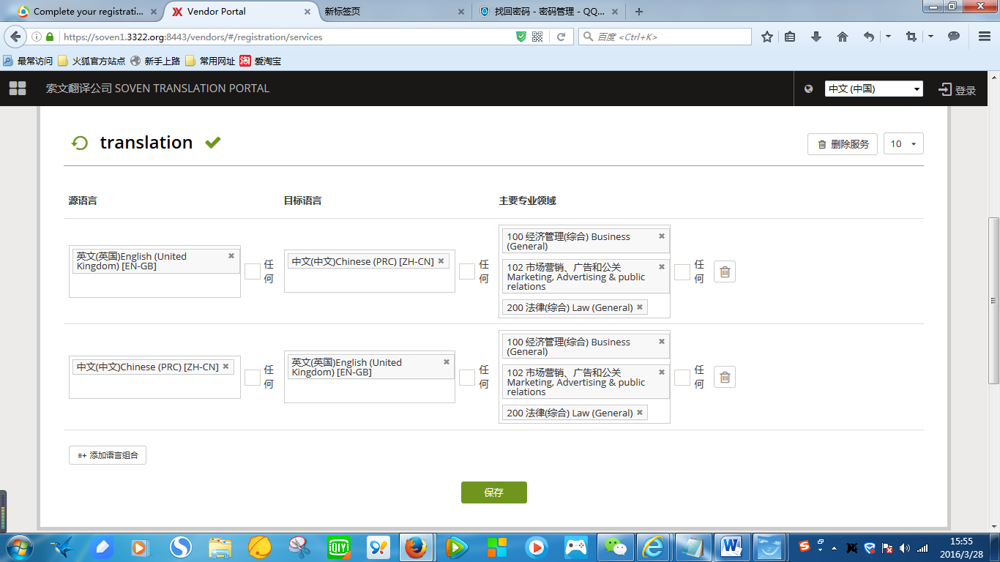 Complete your registrati...
Vendor Portal
新标签页
找回密码 - 密码管理 - QQ...
https://soven1.3322.org:8443/vendors/#/registration/services
百度 <Ctrl+K>
最常访问
火狐官方站点
新手上路
常用网址
淘
爱淘宝
索文翻译公司 SOVEN TRANSLATION PORTAL
中文 (中国)
登录
translation
删除服务
10
源语言
目标语言
主要专业领域
英文(英国)English (United
Kingdom) [EN-GB]
任
何
中文(中文)Chinese (PRC) [ZH-CN]
任
何
100 经济管理(综合) Business
(General)
102 市场营销、广告和公关
Marketing, Advertising & public
relations
200 法律(综合) Law (General)
任
何
中文(中文)Chinese (PRC) [ZH-CN]
任
何
英文(英国)English (United
Kingdom) [EN-GB]
任
何
100 经济管理(综合) Business
(General)
102 市场营销、广告和公关
Marketing, Advertising & public
relations
200 法律(综合) Law (General)
任
何
添加语言组合
保存
QIYI
15:55
2016/3/28